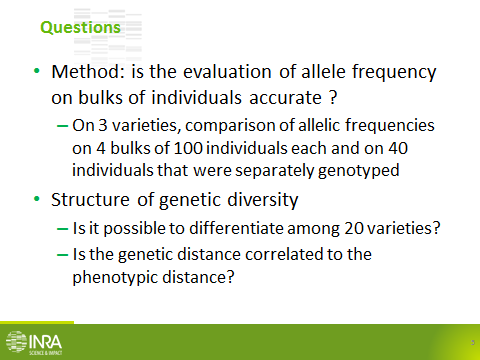 Questions
• Method: is the evaluation of allele frequency
on bulks of individuals accurate ?
– On 3 varieties, comparison of allelic frequencies
on 4 bulks of 100 individuals each and on 40
individuals that were separately genotyped
• Structure of genetic diversity
– Is it possible to differentiate among 20 varieties?
– Is the genetic distance correlated to the
phenotypic distance?
INRA
SCIENCE & IMPACT